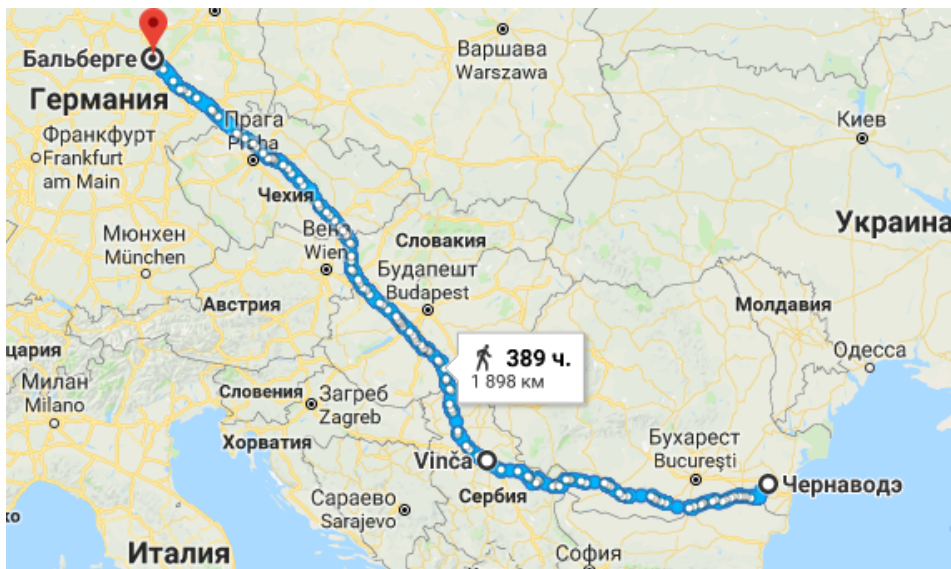 Бальберге
Варшава
Warszawa
Германия
Прага
Praha
Киев
Франкфурт
Frankfurt
am Main
Чехия
Украина
Мюнхен
München
Вена
Wien
Словакия
Будапешт
Budapest
Австрия
Молдавия
389 ч.
1 898 км
цария
Одесса
Милан
Milano
Словения
Загреб
Zagreb
Хорватия
Бухарест
București
Vinča
Чернаводэ
Сербия
Сараево
Sarajevo
ко
Италия
София